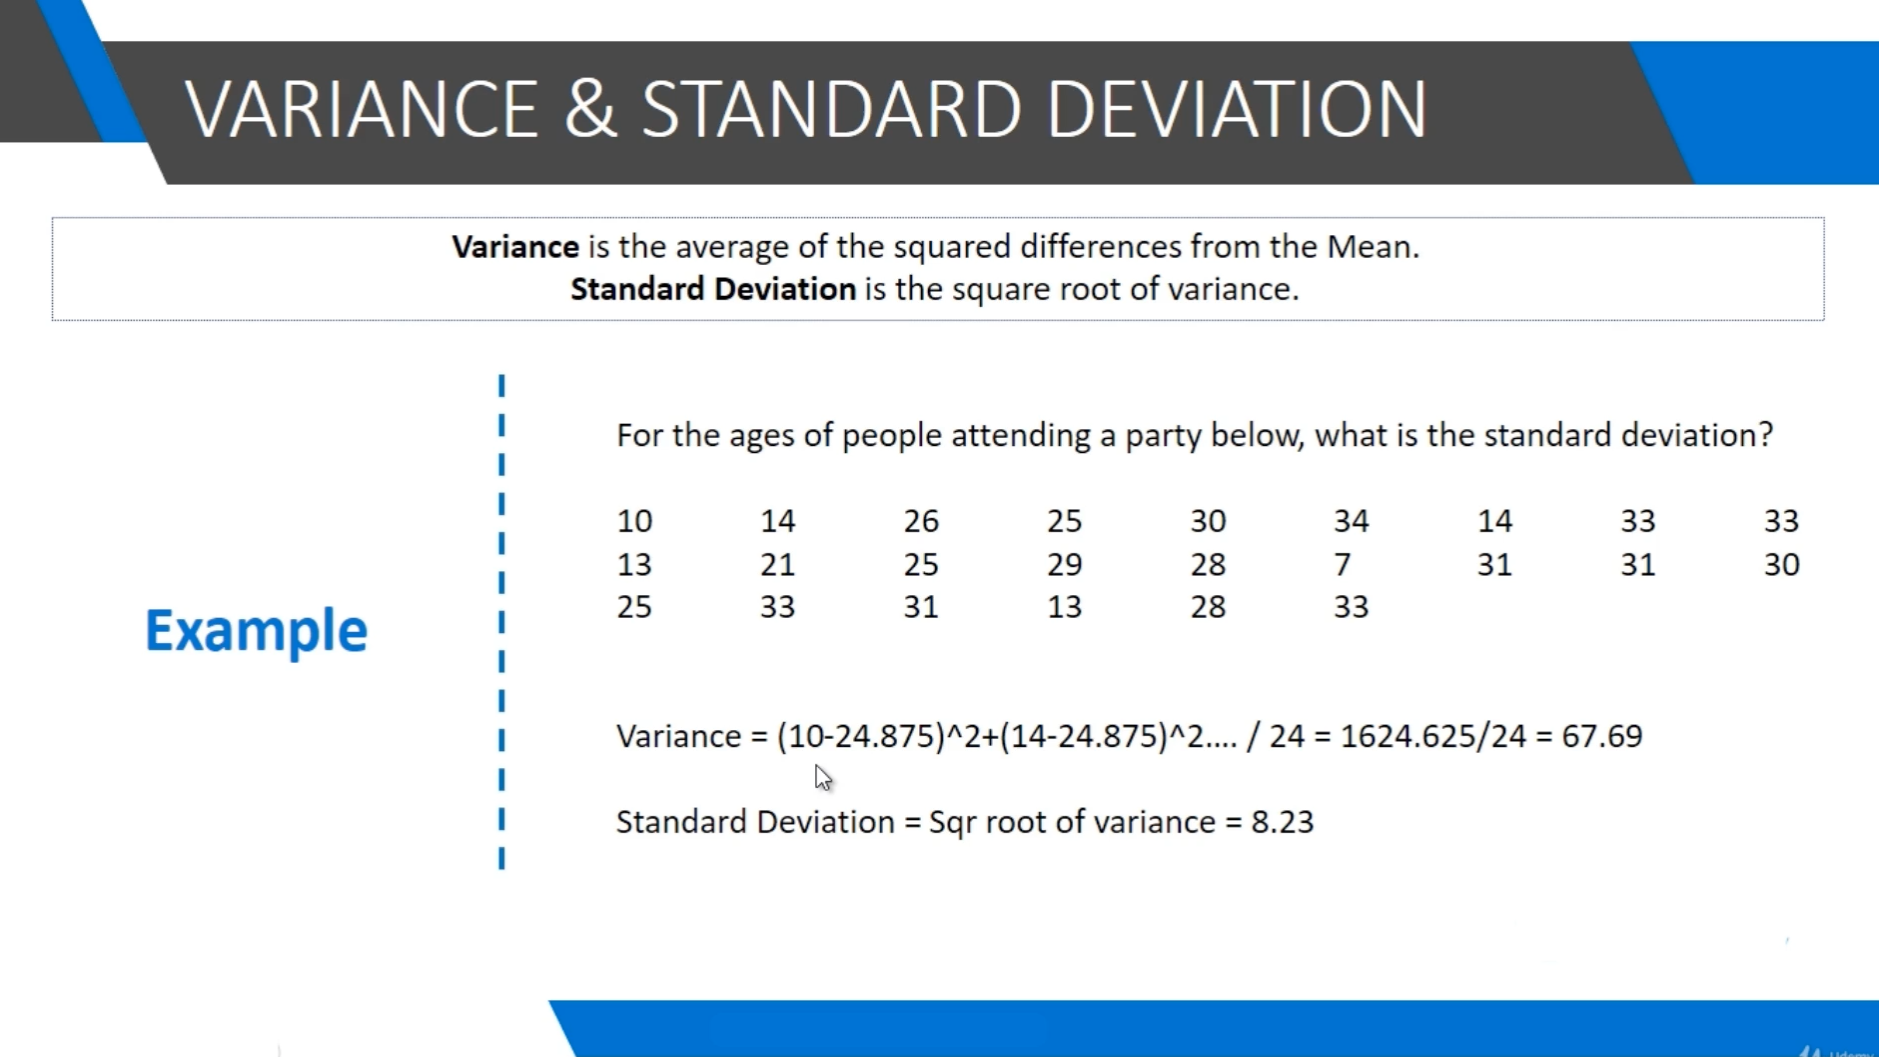 VARIANCE & STANDARD DEVIATION
Variance is the average of the squared differences from the Mean.
Standard Deviation is the square root of variance.
Example
For the ages of people attending a party below, what is the standard deviation?
10 14 26 25 30 34 14 33 33
13 21 25 29 28 7 31 31 30
25 33 31 13 28 33
Variance = (10-24.875)^2+(14-24.875)^2.... / 24 = 1624.625/24 = 67.69
Standard Deviation = Sqr root of variance = 8.23